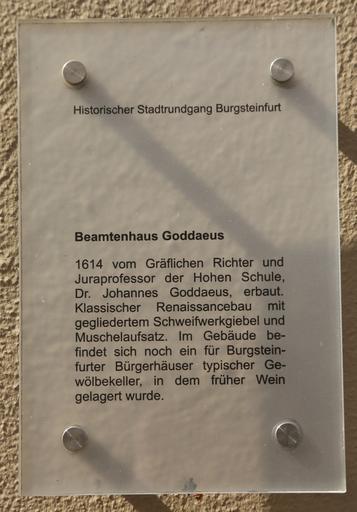 Historischer Stadtrundgang Burgsteinfurt
Beamtenhaus Goddaeus
1614 vom Gräflichen Richter und
Juraprofessor der Hohen Schule,
Dr. Johannes Goddaeus, erbaut.
Klassischer Renaissancebau mit
gegliedertem Schweifwerkgiebel und
Muschelaufsatz. Im Gebäude be-
findet sich noch ein für Burgstein-
furter Bürgerhäuser typischer Ge-
wölbekeller, in dem früher Wein
gelagert wurde.